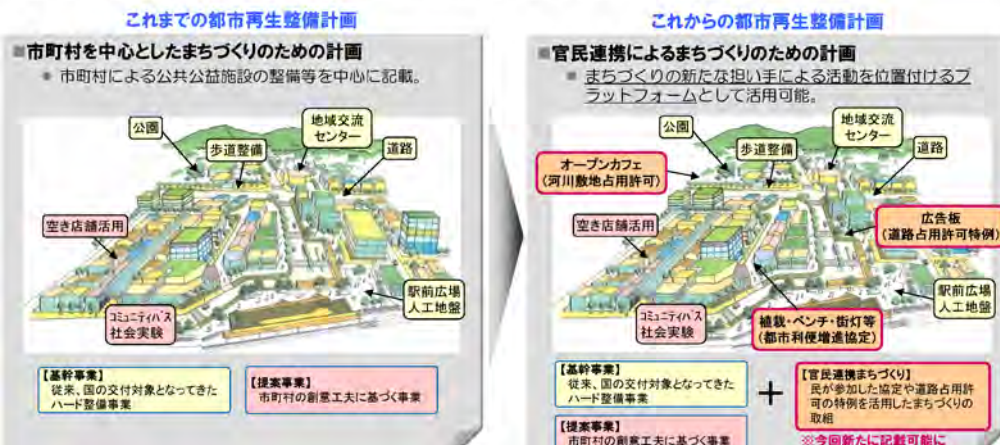 これまでの都市再生整備計画
■市町村を中心としたまちづくりのための計画
市町村による公共公益施設の整備等を中心に記載。
公園
地域交流
センター
歩道整備
道路
空き店舗活用
コミュニティバス
社会実験
駅前広場
人工地盤
【基幹事業】
従来、国の交付対象となってきた
ハード整備事業
【提案事業】
市町村の創意工夫に基づく事業
これからの都市再生整備計画
■官民連携によるまちづくりのための計画
まちづくりの新たな担い手による活動を位置付けるプ
ラットフォームとして活用可能。
公園
地域交流
センター
歩道整備
道路
オープンカフェ
(河川敷地占用許可)
空き店舗活用
広告板
(道路占用許可特例)
コミュニティバス
社会実験
植栽・ベンチ・街灯等
(都市利便増進協定)
駅前広場
人工地盤
【基幹事業】
従来、国の交付対象となってきた
ハード整備事業
+
【官民連携まちづくり】
民が参加した協定や道路占用許
可の特例を活用したまちづくりの
取組
【提案事業】
市町村の創意工夫に基づく事業
※今回新たに記載可能に